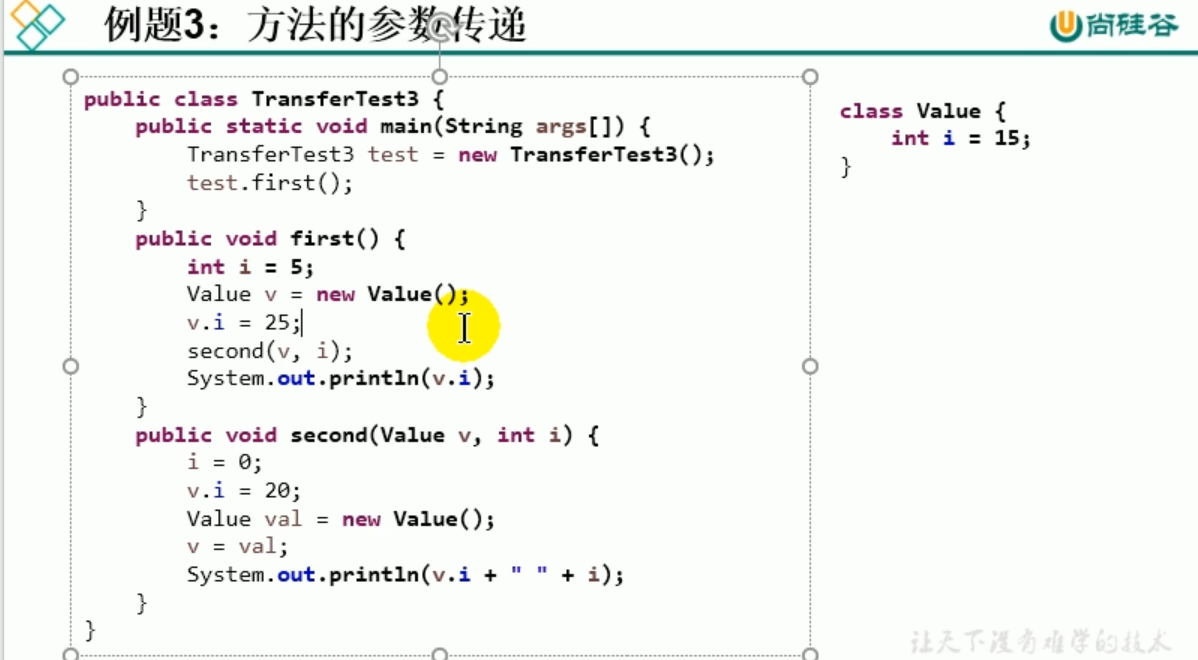 例题3：方法的参数传递
尚硅谷
public class TransferTest3 {
public static void main(String args[]) {
TransferTest3 test = new TransferTest3();
test.first();
}
public void first() {
int i = 5;
Value v = new Value();
v.i = 25;
second(v, i);
System.out.println(v.i);
}
public void second(Value v, int i) {
i = 0;
v.i = 20;
Value val = new Value();
v = val;
System.out.println(v.i + " " + i);
}
}
class Value {
int i = 15;
}
让天下没有难学的技术